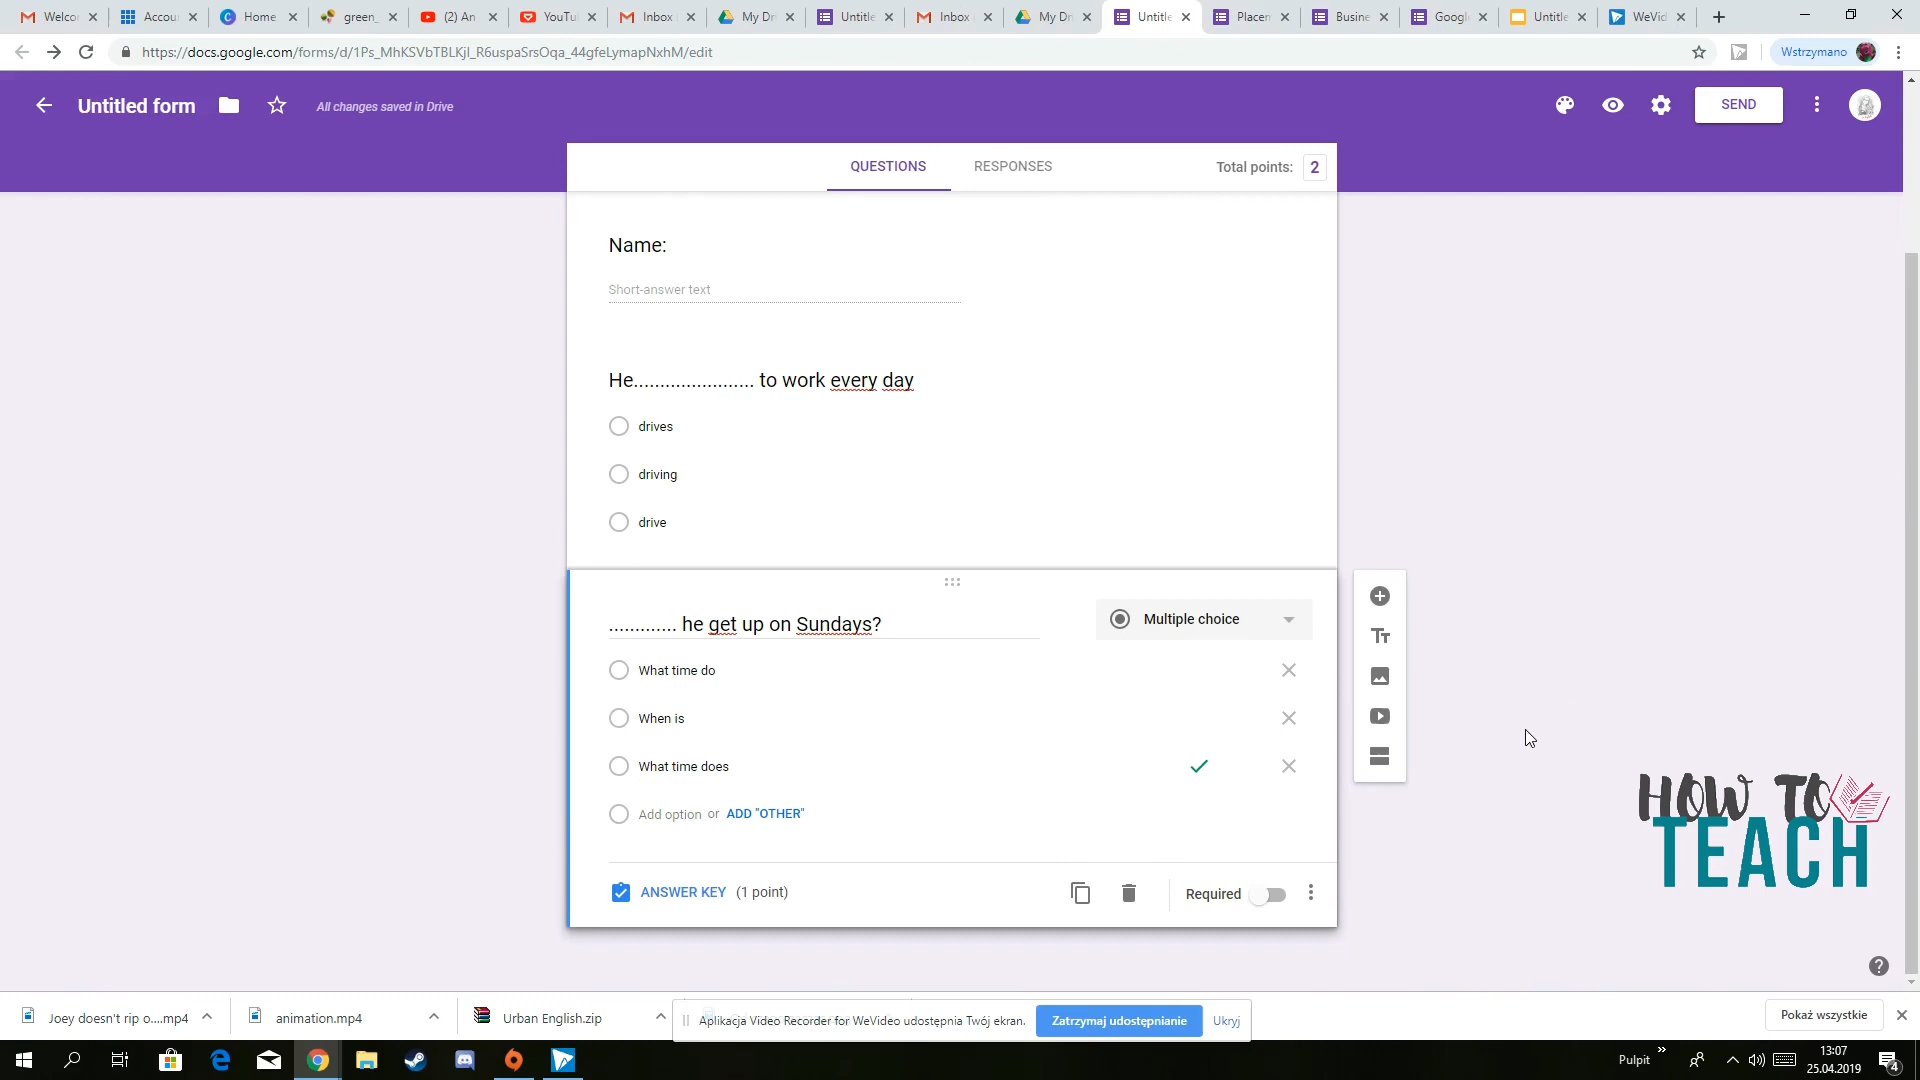 Welcor
Accou
Home
green_
(2) An
YouTu
Inbox
My Dri
Untitle
Inbox
My Dri
Untitle
Placem
Busine
Google
Untitle
WeVid
https://docs.google.com/forms/d/1Ps_MhKSVbTBLKjI_R6uspaSrsOqa_44gfeLymapNxhM/edit
Wstrzymano
Untitled form
All changes saved in Drive
SEND
QUESTIONS
RESPONSES
Total points: 2
Name:
Short-answer text
He....................... to work every day
drives
driving
drive
............. he get up on Sundays?
Multiple choice
What time do
When is
What time does
Add option or ADD "OTHER"
ANSWER KEY (1 point)
Required
HOW TO
TEACH
Joey doesn't rip o....mp4
animation.mp4
Urban English.zip
Aplikacja Video Recorder for WeVideo udostępnia Twój ekran.
Zatrzymaj udostępnianie
Ukryj
Pokaż wszystkie
Pulpit
13:07
25.04.2019
4